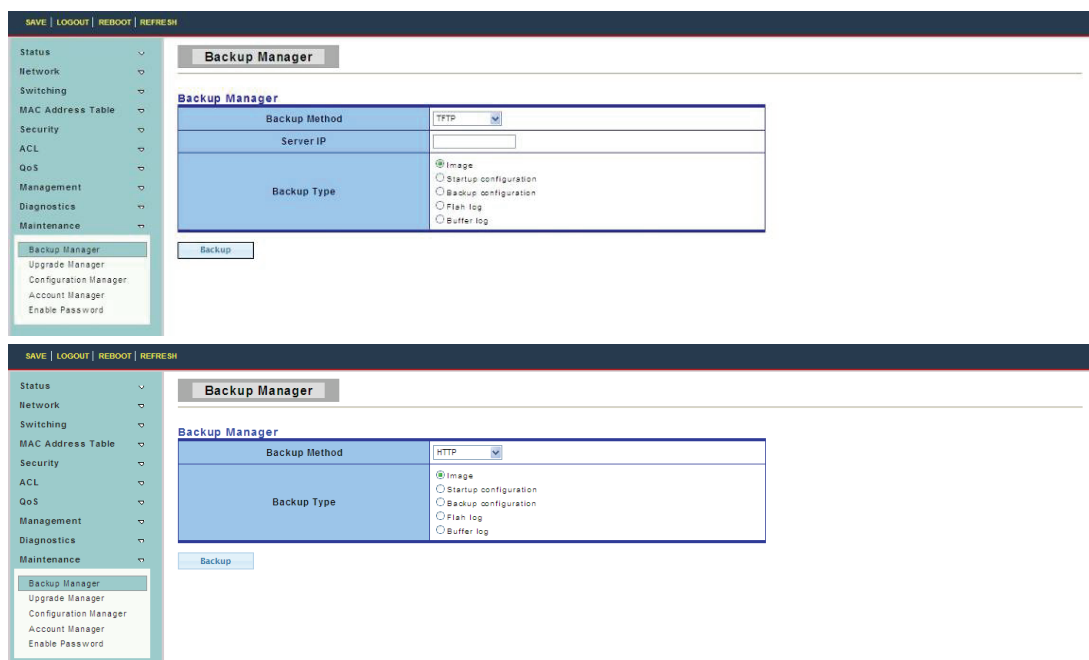 SAVE | LOGOUT | REBOOT | REFRESH
Status
Network
Switching
MAC Address Table
Security
ACL
QoS
Management
Diagnostics
Maintenance
Backup Manager
Upgrade Manager
Configuration Manager
Account Manager
Enable Password
Backup Manager
Backup Manager
Backup Method
TFTP
Server IP
Backup Type
Image
Startup configuration
Backup configuration
Flah log
Buffer log
Backup
SAVE | LOGOUT | REBOOT | REFRESH
Status
Network
Switching
MAC Address Table
Security
ACL
QoS
Management
Diagnostics
Maintenance
Backup Manager
Upgrade Manager
Configuration Manager
Account Manager
Enable Password
Backup Manager
Backup Manager
Backup Method
HTTP
Backup Type
Image
Startup configuration
Backup configuration
Flah log
Buffer log
Backup